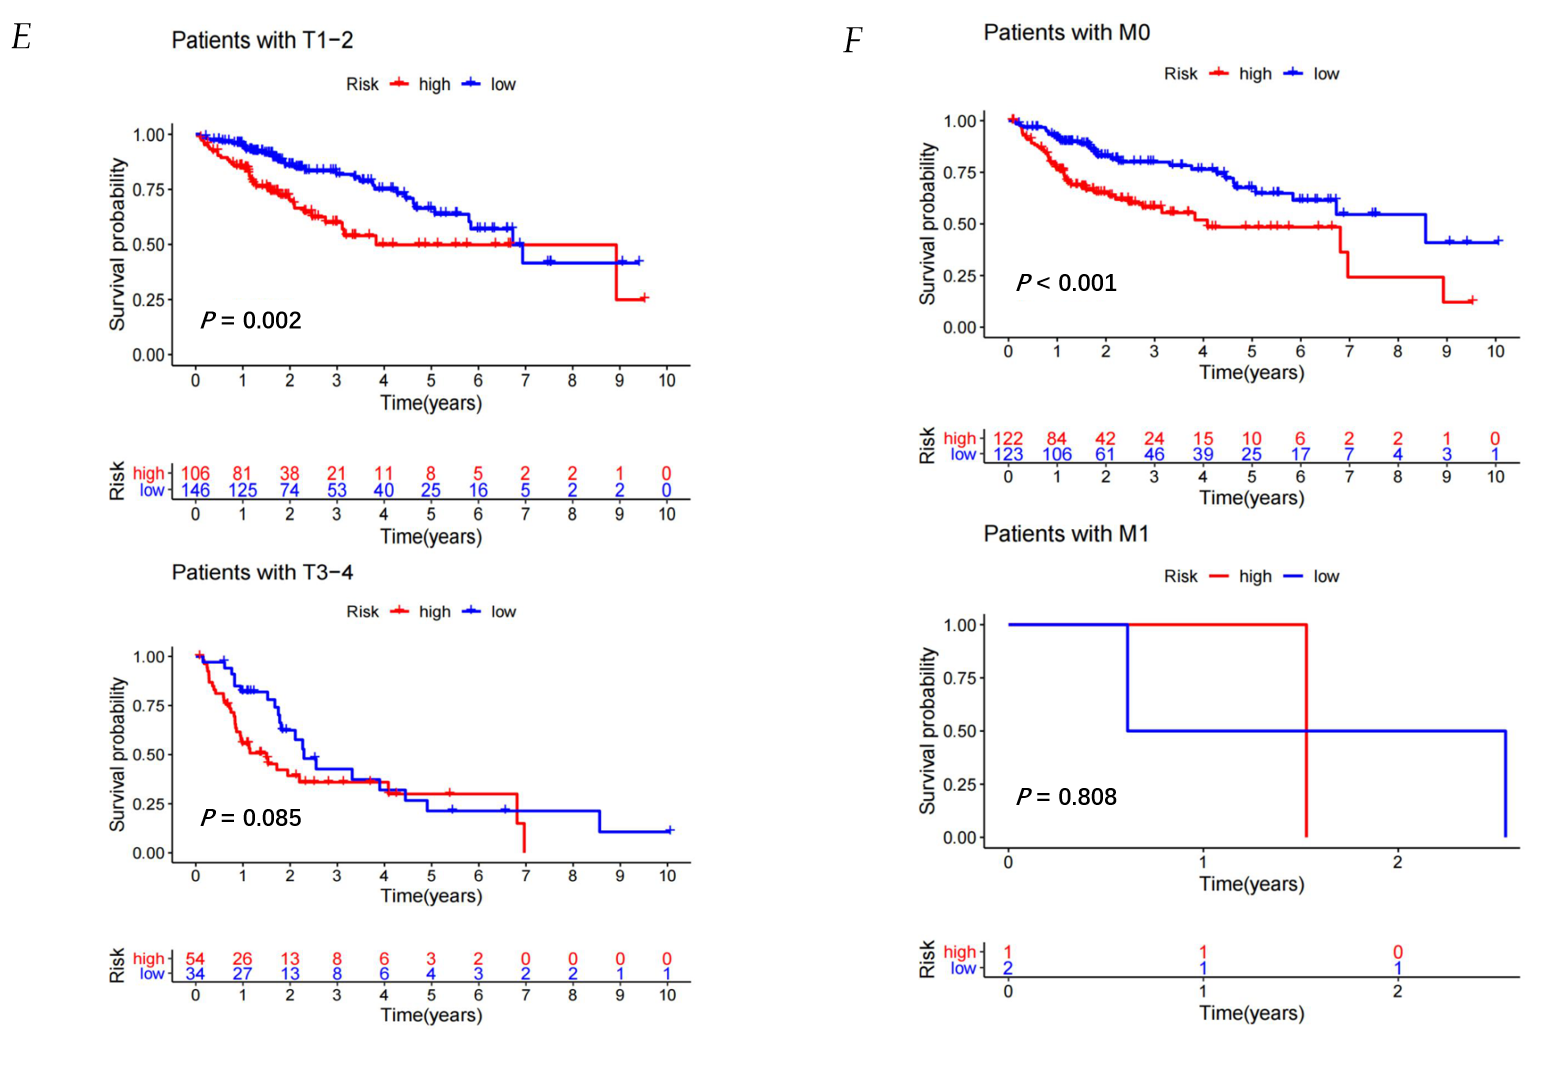 E
Patients with T1−2
Risk high low
1.00
0.75
0.50
0.25
0.00
Survival probability
P = 0.002
0 1 2 3 4 5 6 7 8 9 10
Time(years)
Risk
high 106 81 38 21 11 8 5 2 2 1 0
low 146 125 74 53 40 25 16 5 2 2 0
0 1 2 3 4 5 6 7 8 9 10
Time(years)
Patients with T3−4
Risk high low
1.00
0.75
0.50
0.25
0.00
Survival probability
P = 0.085
0 1 2 3 4 5 6 7 8 9 10
Time(years)
Risk
high 54 26 13 8 6 3 2 0 0 0 0
low 34 27 13 8 6 4 3 2 2 1 1
0 1 2 3 4 5 6 7 8 9 10
Time(years)
F
Patients with M0
Risk high low
1.00
0.75
0.50
0.25
0.00
Survival probability
P < 0.001
0 1 2 3 4 5 6 7 8 9 10
Time(years)
Risk
high 122 84 42 24 15 10 6 2 2 1 0
low 123 106 61 46 39 25 17 7 4 3 1
0 1 2 3 4 5 6 7 8 9 10
Time(years)
Patients with M1
Risk high low
1.00
0.75
0.50
0.25
0.00
Survival probability
P = 0.808
0 1 2
Time(years)
Risk
high 1 1 0
low 2 1 1
0 1 2
Time(years)